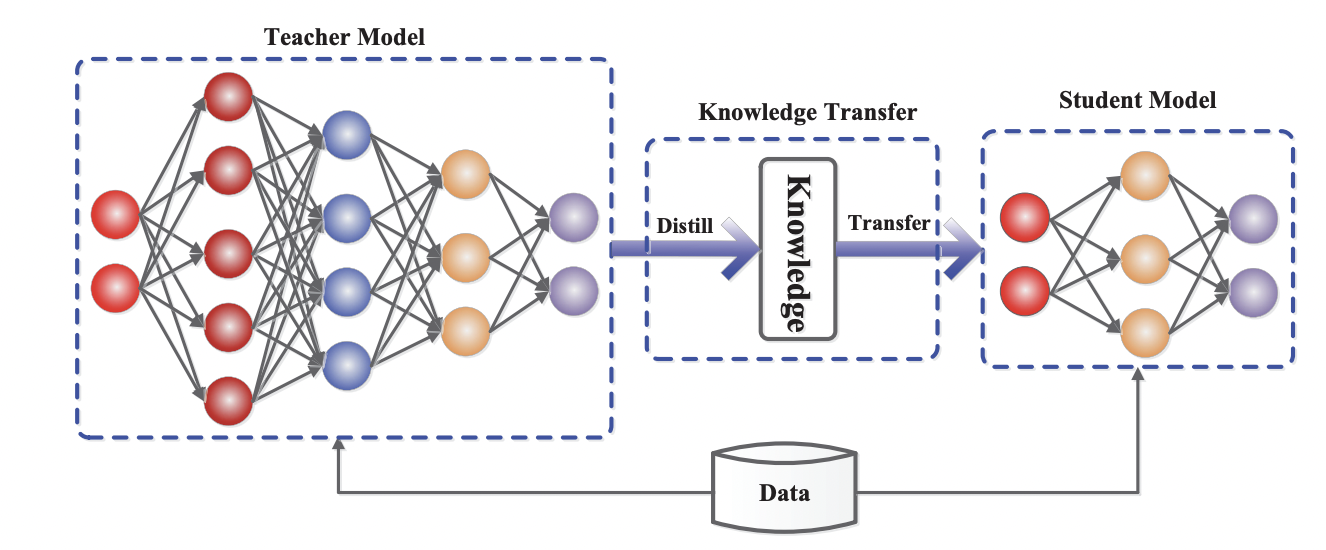 Teacher Model
Knowledge Transfer
Student Model
Distill
Knowledge
Transfer
Data